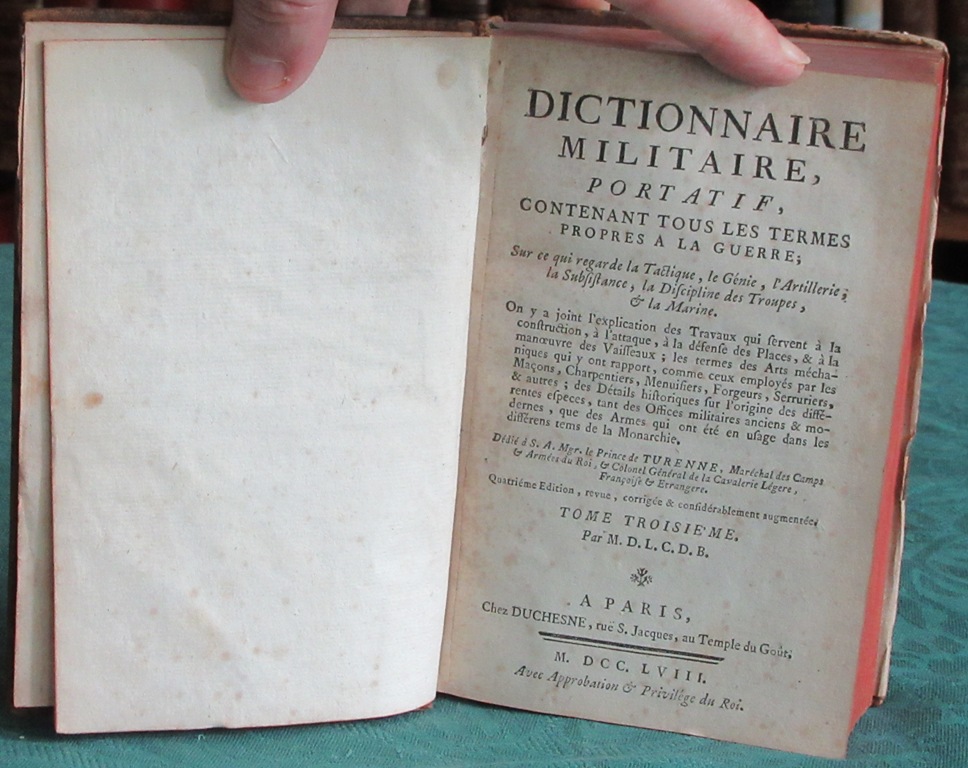 DICTIONNAIRE
MILITAIRE,
PORTATIF,
CONTENANT TOUS LES TERMES
PROPRES A LA GUERRE;
Sur ce qui regarde la Tactique, le Génie, l'Artillerie;
la Subſiſtance, la Diſcipline des Troupes,
& la Marine.
On y a joint l'explication des Travaux qui ſervent à la
conſtruction, à l'attaque, à la défenſe des Places, & à la
manœuvre des Vaiſſeaux; les termes des Arts mécha-
niques qui y ont rapport, comme ceux employés par les
Maçons, Charpentiers, Menuiſiers, Forgeurs, Serruriers,
& autres; des Détails hiſtoriques ſur l'origine des diffé-
rentes eſpeces, tant des Offices militaires anciens & mo-
dernes, que des Armes qui ont été en uſage dans les
différens tems de la Monarchie.
Dédié à S. A. Mgr. le Prince de TURENNE, Maréchal des Camps
& Armées du Roi, & Colonel Général de la Cavalerie Légere,
Françoiſe & Etrangere.
Quatriéme Edition, revue, corrigée & conſidérablement augmentée.
TOME TROISIE'ME.
Par M. D. L. C. D. B.
A PARIS,
Chez DUCHESNE, ruë S. Jacques, au Temple du Goût;
M. DCC. LVIII.
Avec Approbation & Privilége du Roi.